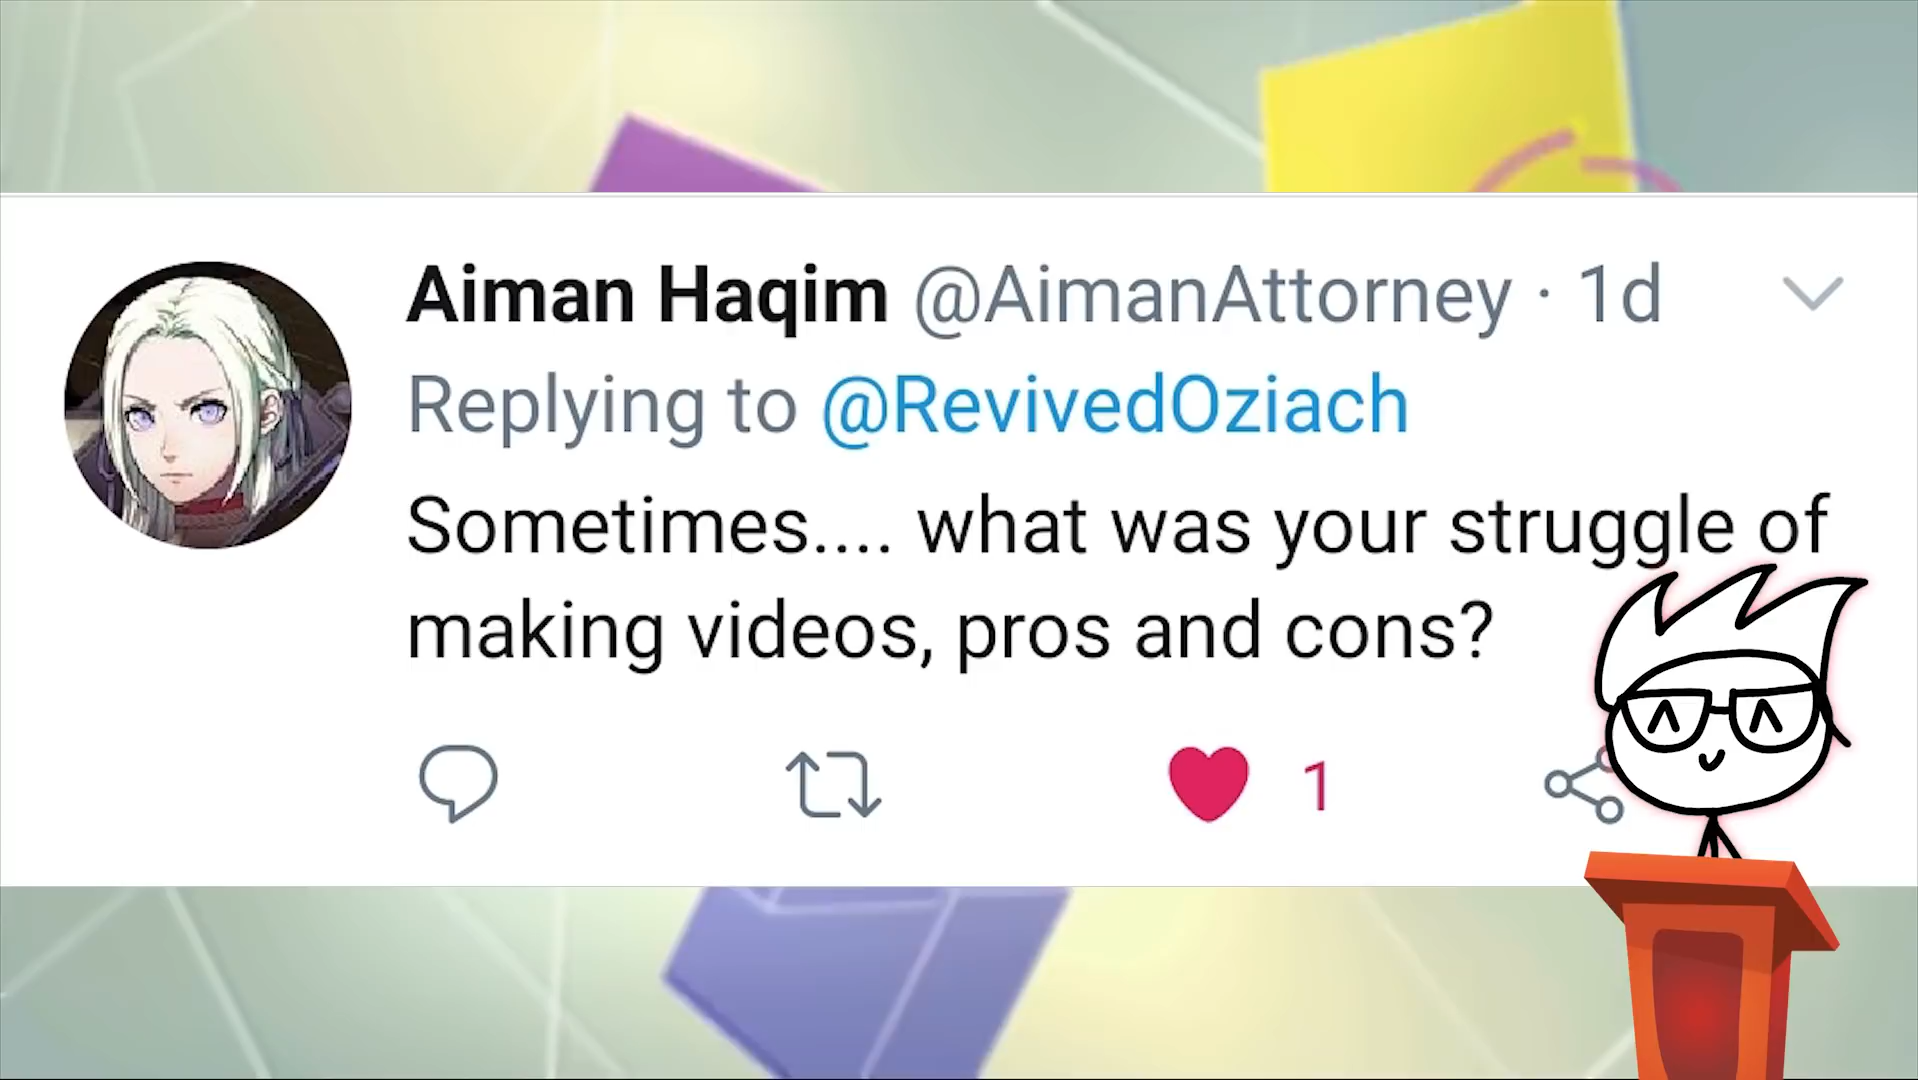 Aiman Haqim @AimanAttorney · 1d
Replying to @RevivedOziach
Sometimes.... what was your struggle of
making videos, pros and cons?
1